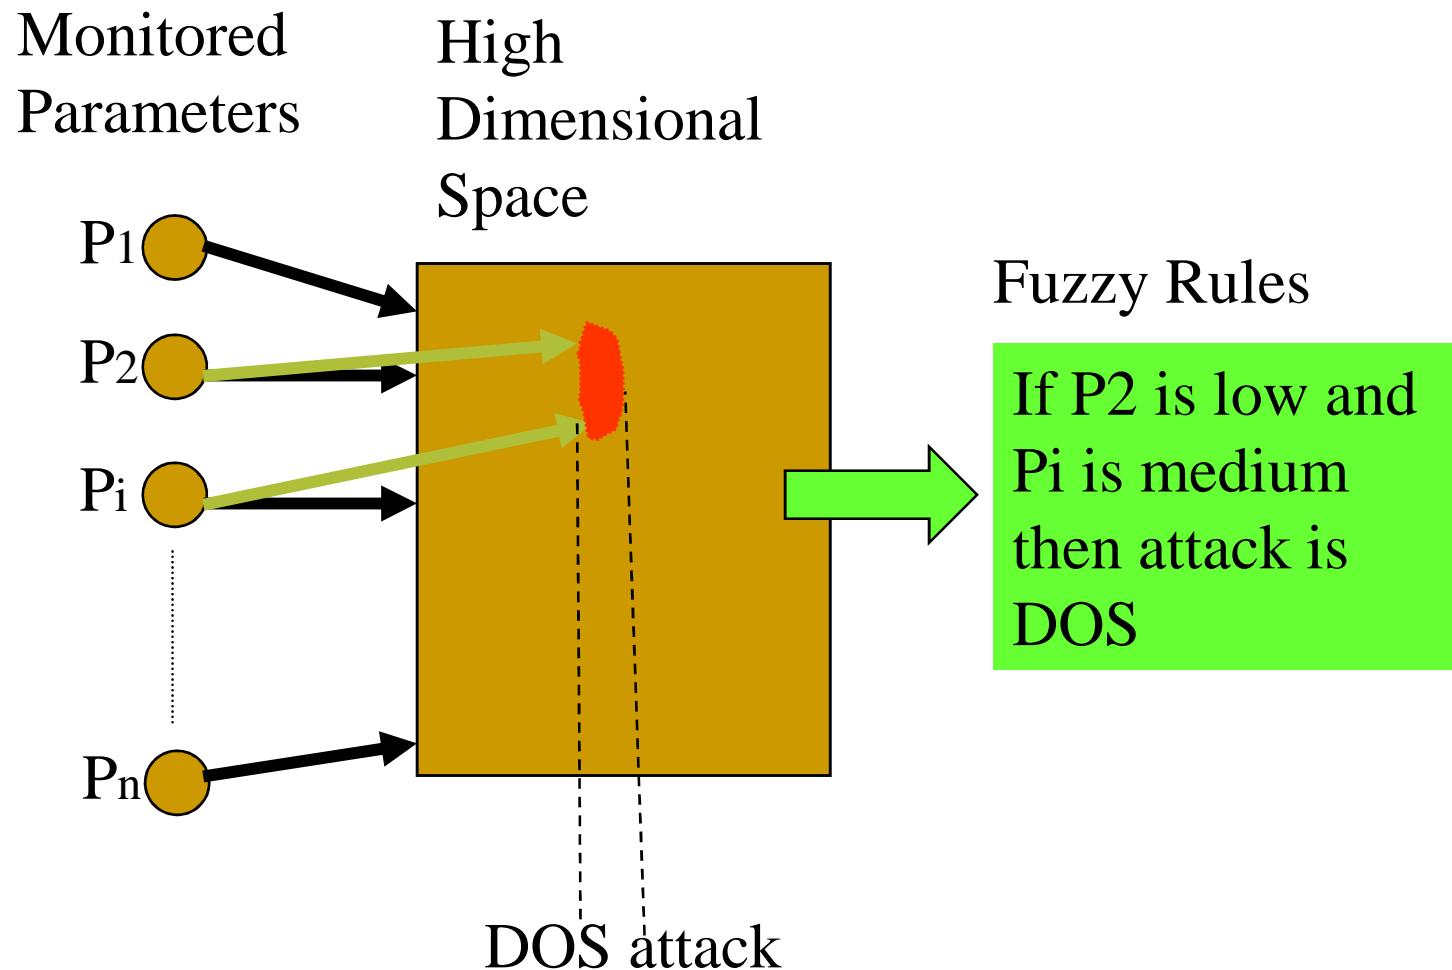 Monitored
Parameters
High
Dimensional
Space
P1
P2
Pi
Pn
Fuzzy Rules
If P2 is low and
Pi is medium
then attack is
DOS
DOS attack